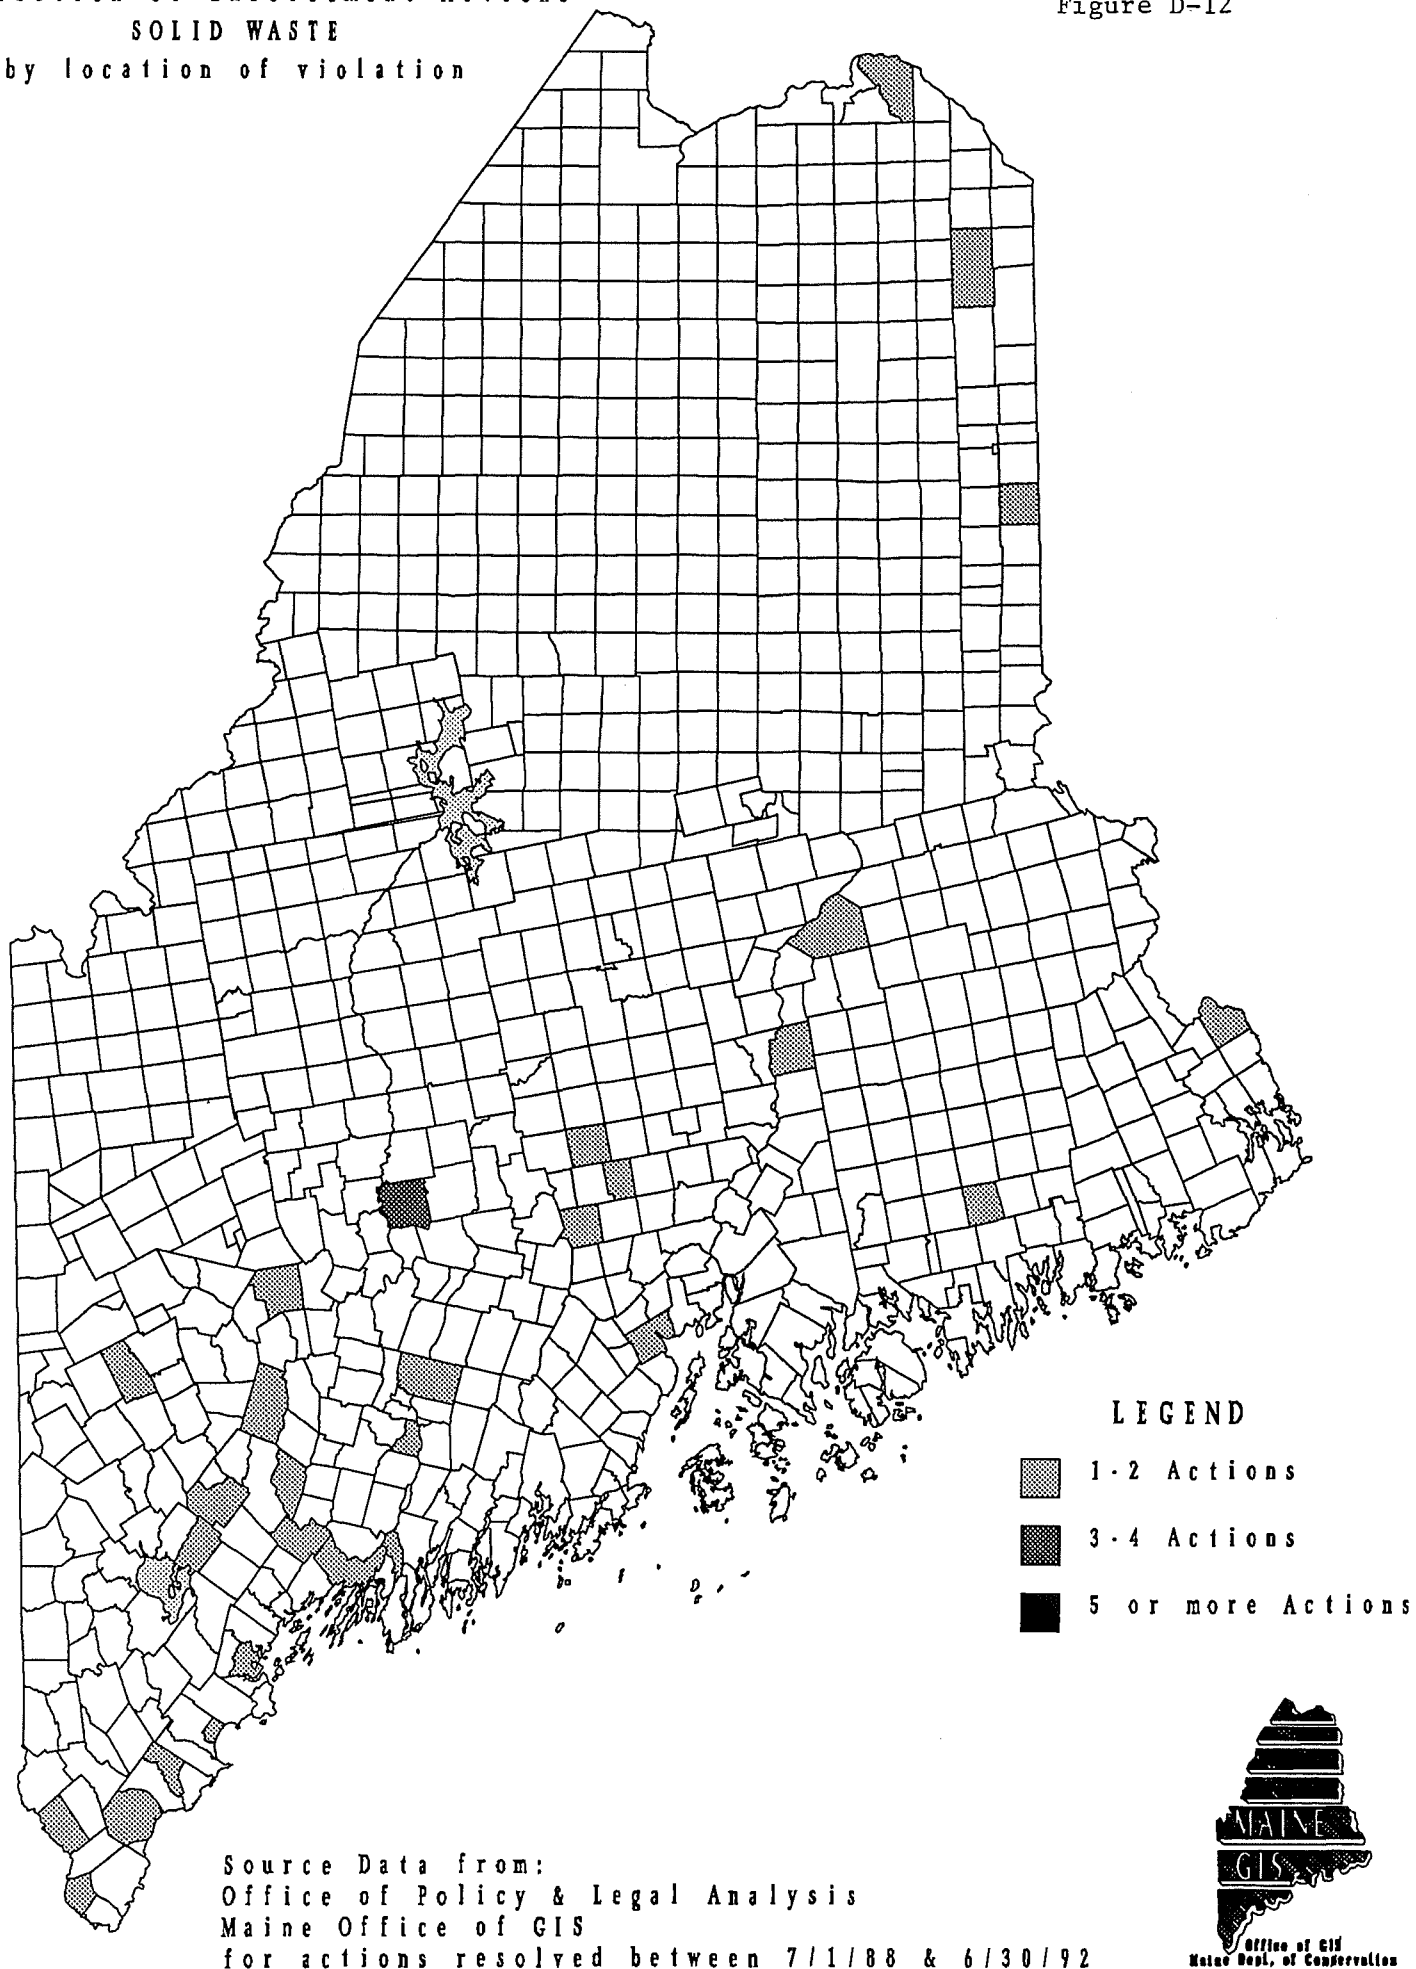 Figure D-12
SOLID WASTE
by location of violation
LEGEND
1-2 Actions
3-4 Actions
5 or more Actions
MAINE
GIS
Office of GIS
Maine Dept. of Conservation
Source Data from:
Office of Policy & Legal Analysis
Maine Office of GIS
for actions resolved between 7/1/88 & 6/30/92